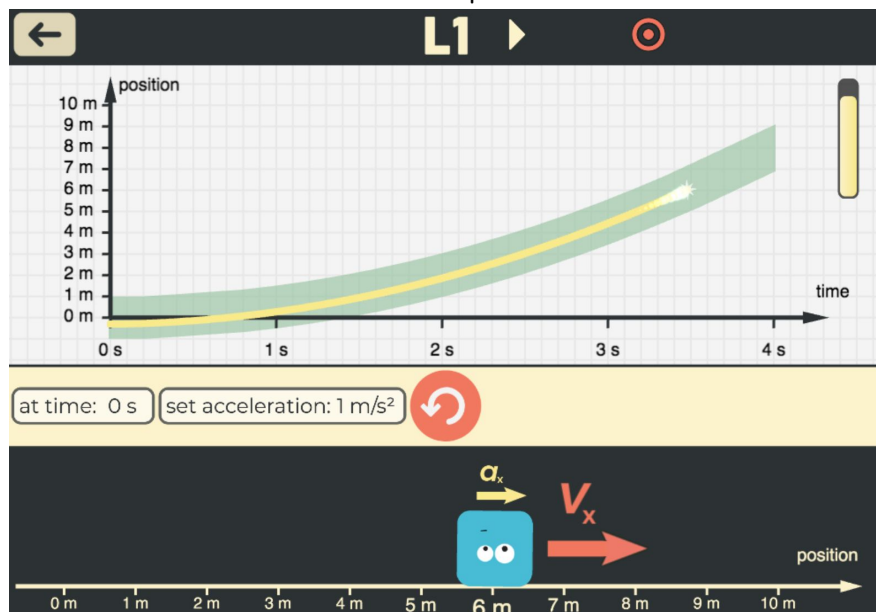 L1
position
10 m
9 m
8 m
7 m
6 m
5 m
4 m
3 m
2 m
1 m
0 m
time
0 s 1 s 2 s 3 s 4 s
at time: 0 s set acceleration: 1 m/s²
aₓ
Vₓ
position
0 m 1 m 2 m 3 m 4 m 5 m 6 m 7 m 8 m 9 m 10 m